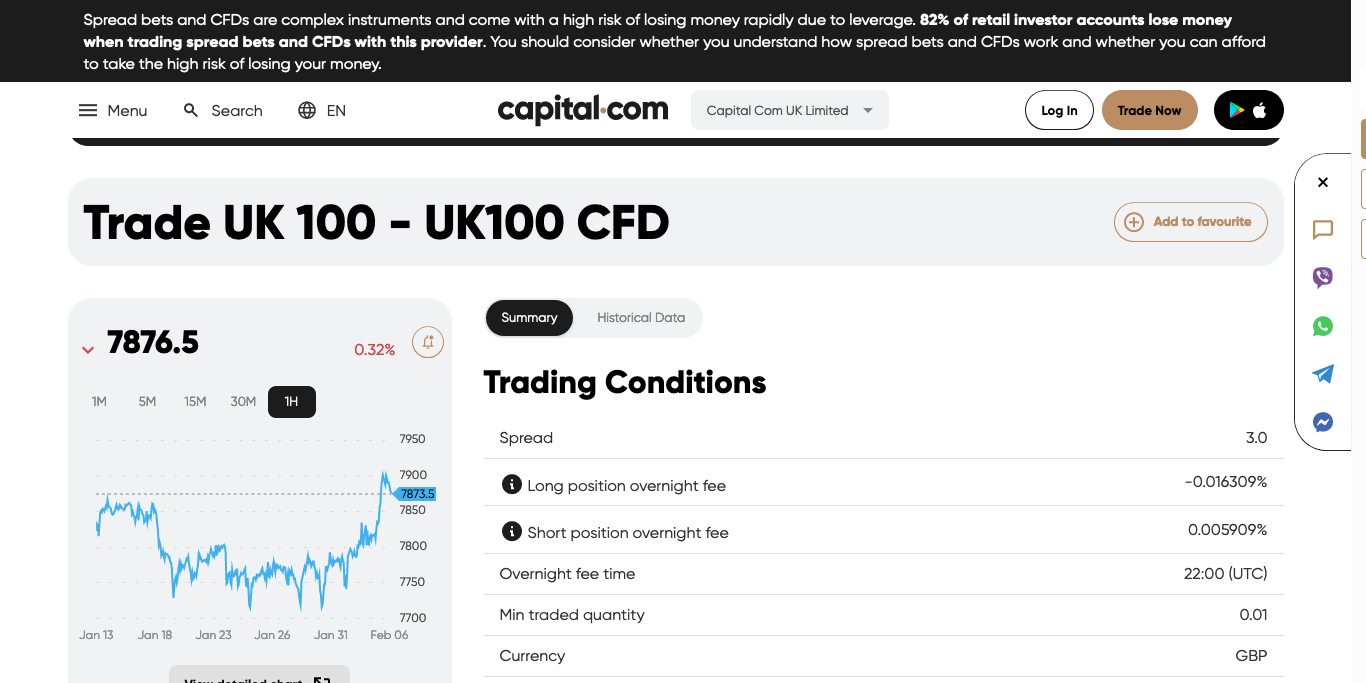 Spread bets and CFDs are complex instruments and come with a high risk of losing money rapidly due to leverage. 82% of retail investor accounts lose money
when trading spread bets and CFDs with this provider. You should consider whether you understand how spread bets and CFDs work and whether you can afford
to take the high risk of losing your money.
Menu
Search
EN
capital.com
Capital Com UK Limited
Log In
Trade Now
Trade UK 100 - UK100 CFD
Add to favourite
7876.5
0.32%
1M
5M
15M
30M
1H
7950
7900
7873.5
7850
7800
7750
7700
Jan 13
Jan 18
Jan 23
Jan 26
Jan 31
Feb 06
View detailed chart
Summary
Historical Data
Trading Conditions
Spread 3.0
Long position overnight fee -0.016309%
Short position overnight fee 0.005909%
Overnight fee time 22:00 (UTC)
Min traded quantity 0.01
Currency GBP